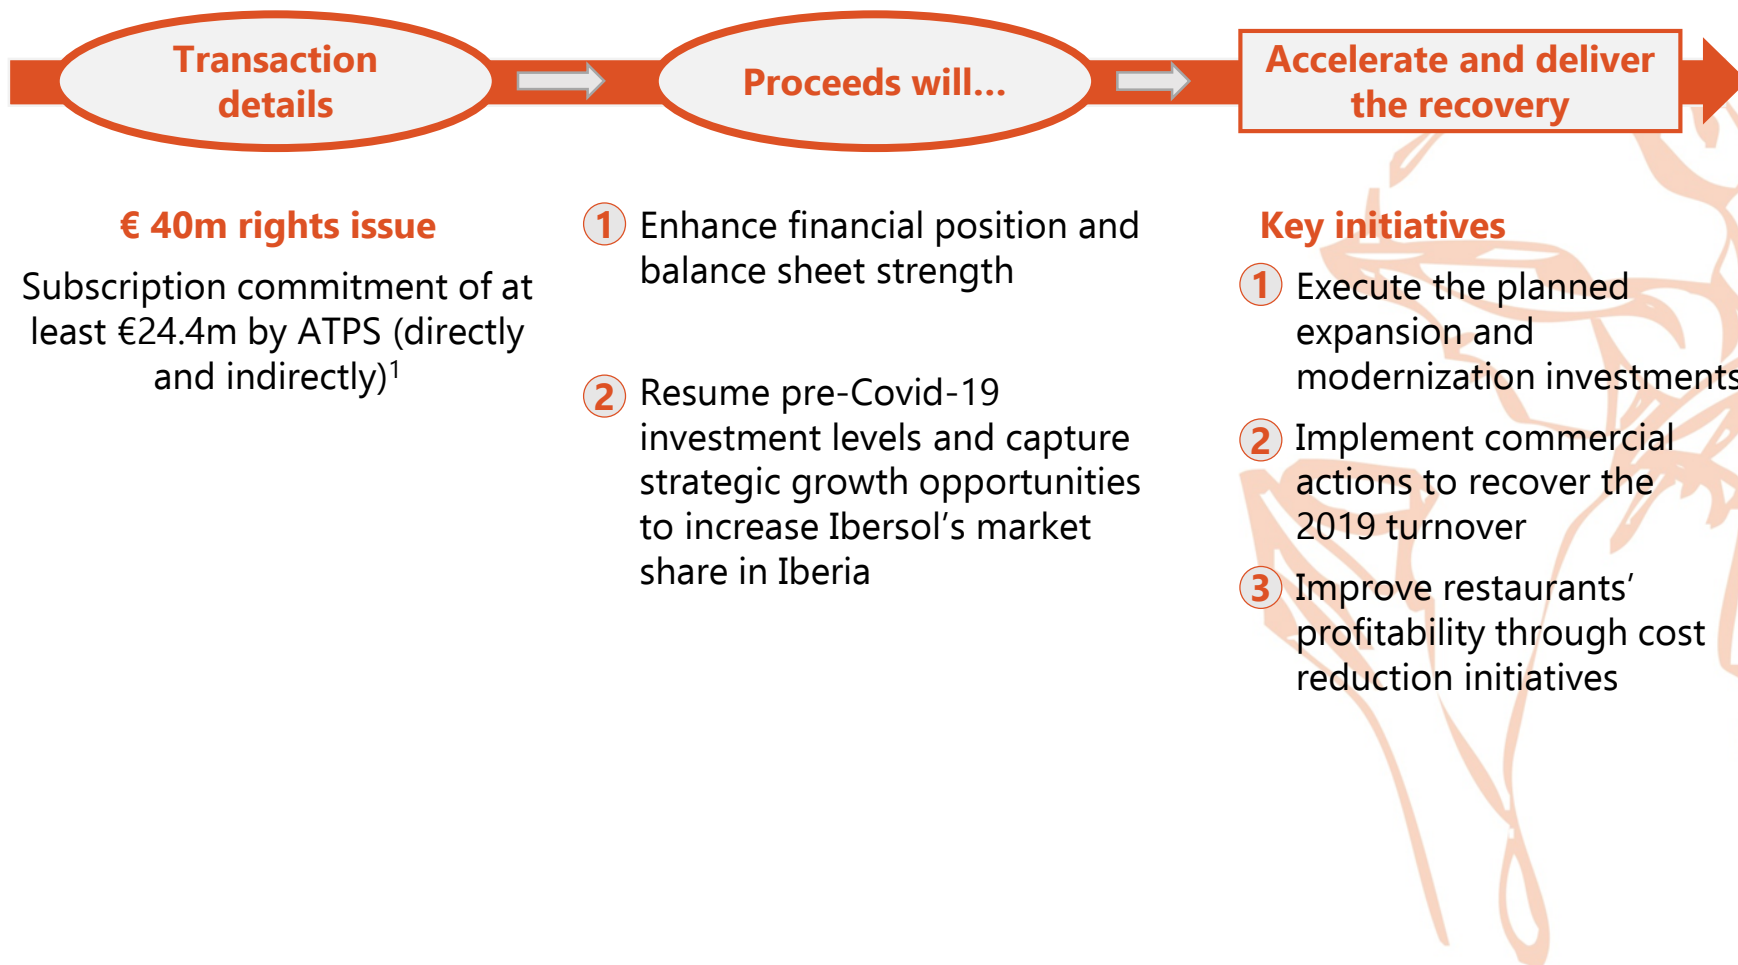 Transaction
details
Proceeds will...
Accelerate and deliver
the recovery
€ 40m rights issue
Subscription commitment of at
least €24.4m by ATPS (directly
and indirectly)1
1 Enhance financial position and
balance sheet strength
2 Resume pre-Covid-19
investment levels and capture
strategic growth opportunities
to increase Ibersol's market
share in Iberia
Key initiatives
1 Execute the planned
expansion and
modernization investments
2 Implement commercial
actions to recover the
2019 turnover
3 Improve restaurants'
profitability through cost
reduction initiatives